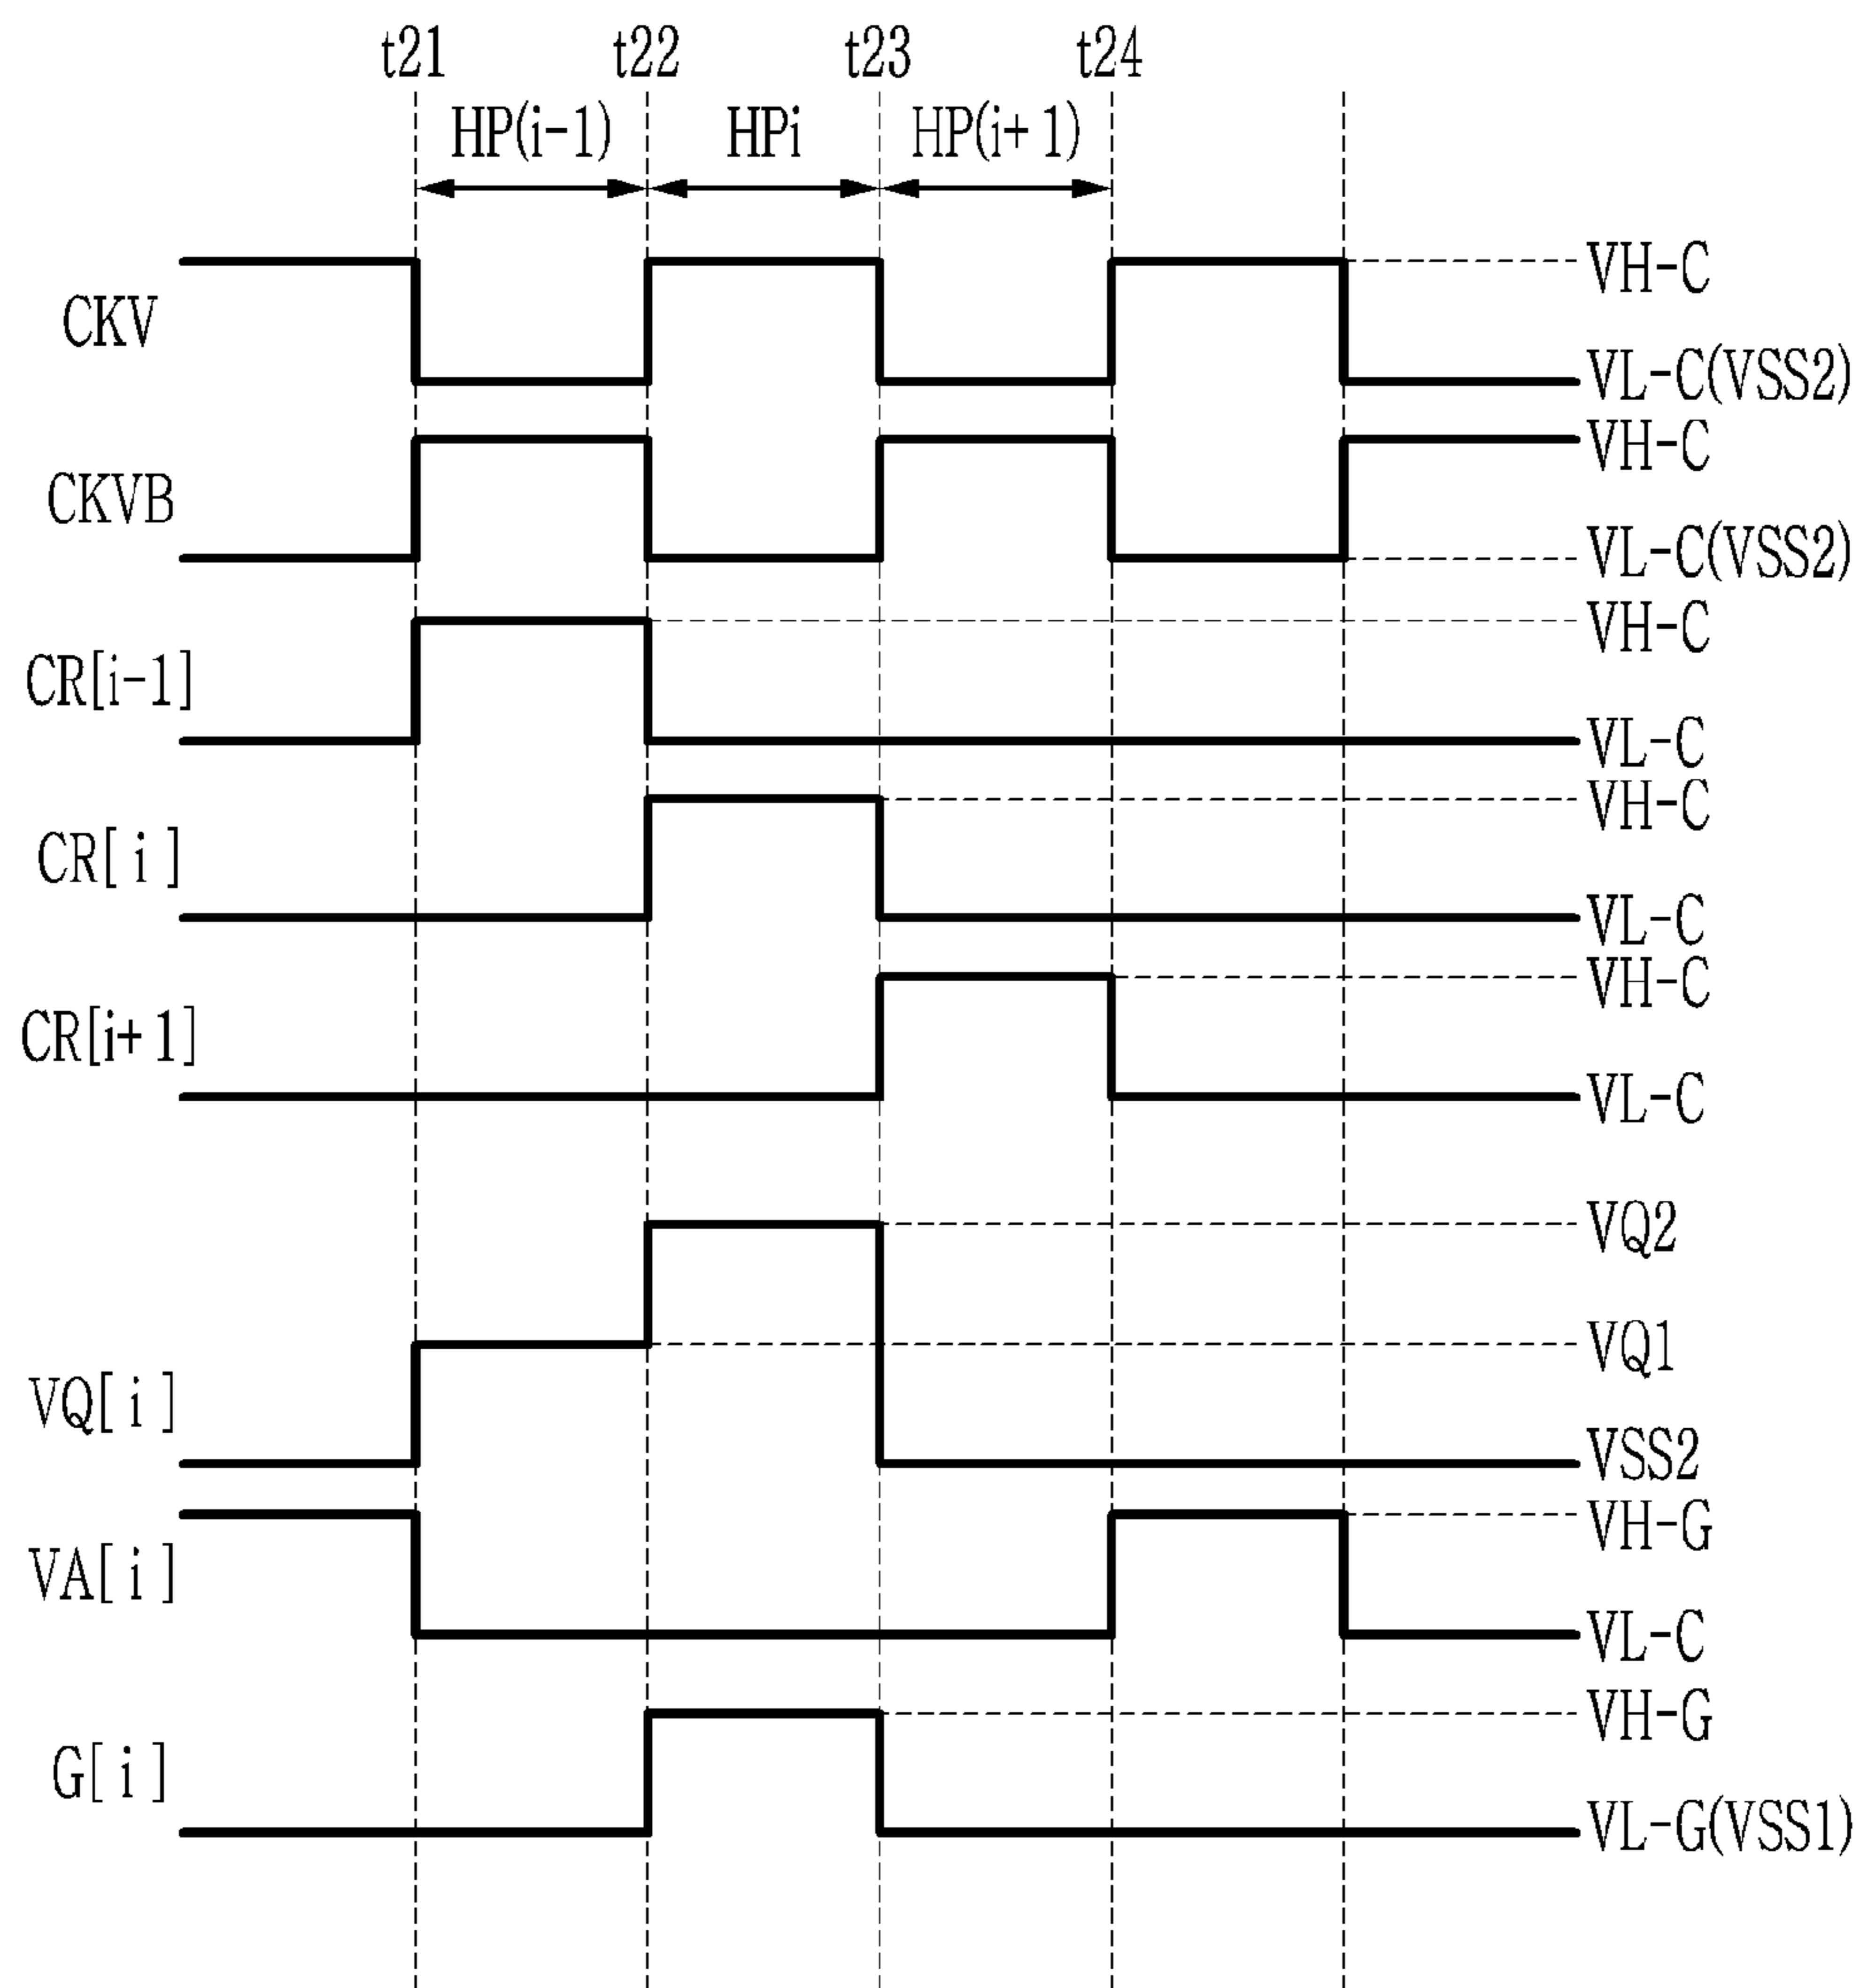 t21 t22 t23 t24
HP(i-1) HPi HP(i+1)
VH-C
CKV
VL-C(VSS2)
VH-C
CKVB
VL-C(VSS2)
VH-C
CR[i-1]
VL-C
VH-C
CR[i]
VL-C
VH-C
CR[i+1]
VL-C
VQ2
VQ1
VQ[i]
VSS2
VH-G
VA[i]
VL-C
VH-G
G[i]
VL-G(VSS1)